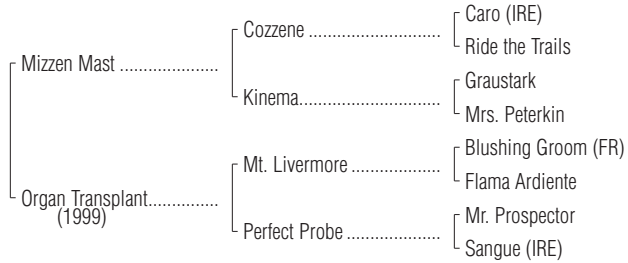 Caro (IRE)
Cozzene ............................
Ride the Trails
Mizzen Mast .....................
Graustark
Kinema..............................
Mrs. Peterkin
Blushing Groom (FR)
Mt. Livermore ...................
Flama Ardiente
Organ Transplant...............
(1999)
Mr. Prospector
Perfect Probe ....................
Sangue (IRE)